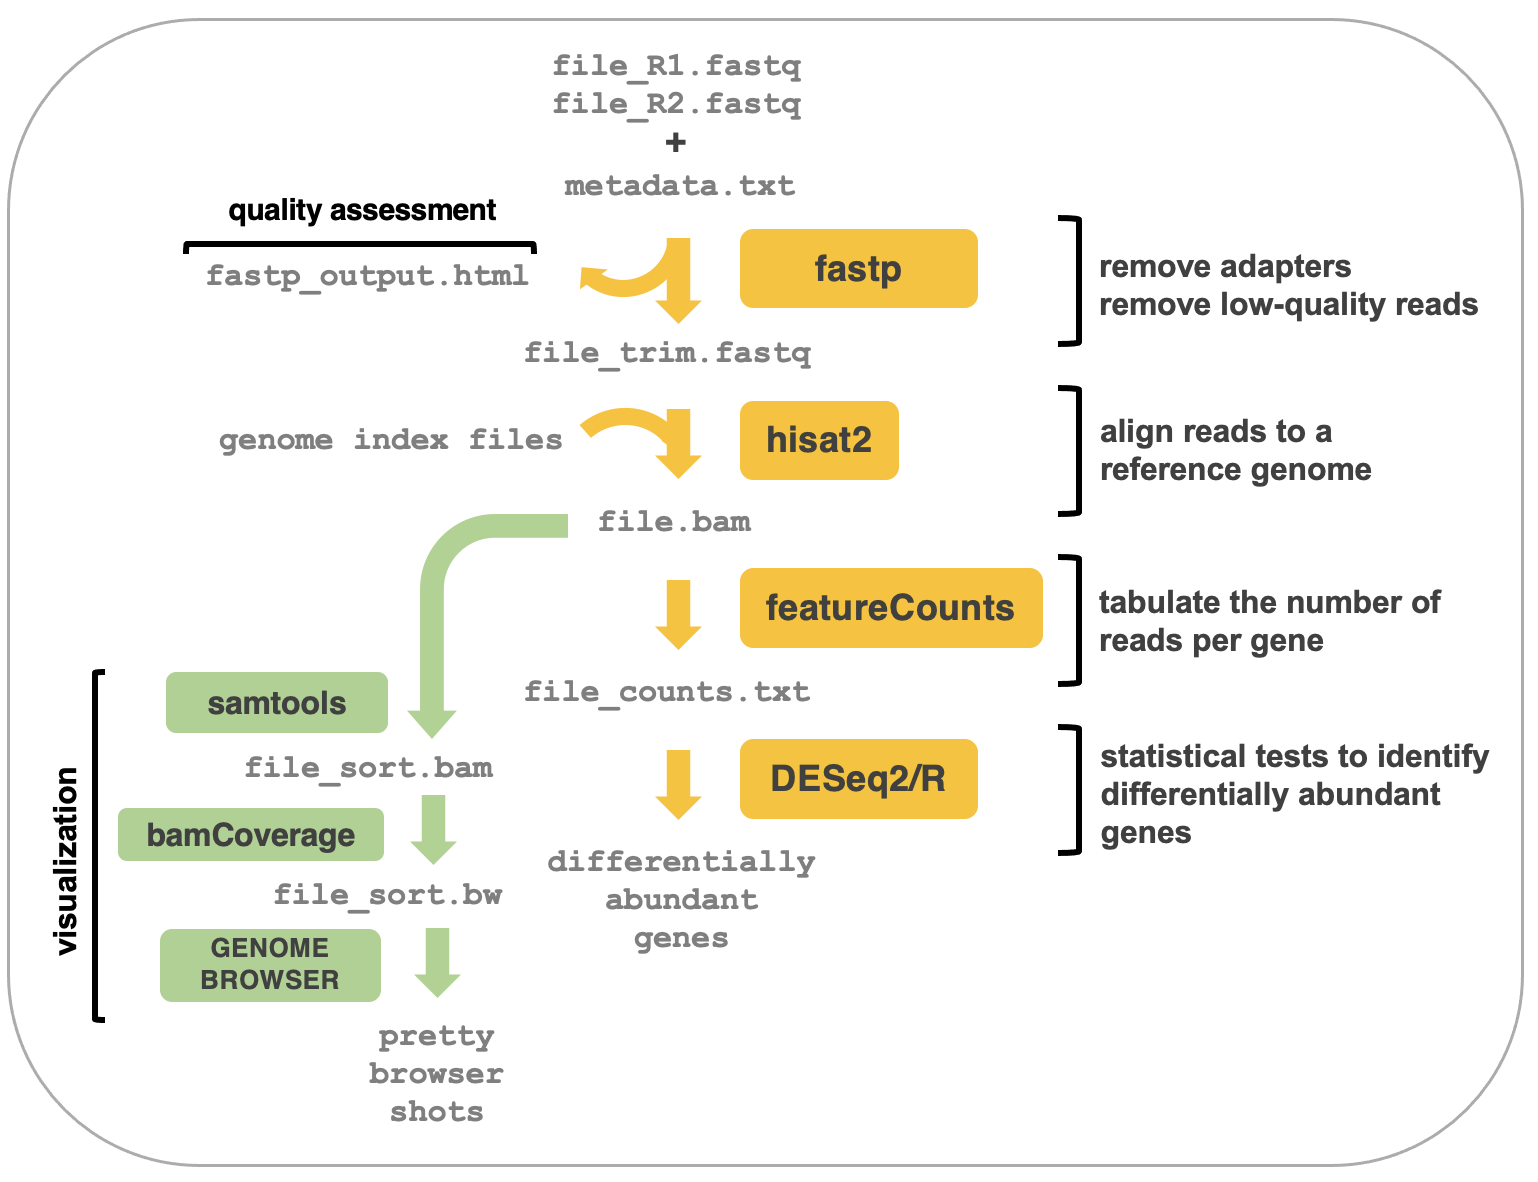 file_R1.fastq
file_R2.fastq
+
metadata.txt
quality assessment
fastp_output.html
fastp
remove adapters
remove low-quality reads
file_trim.fastq
genome index files
hisat2
align reads to a
reference genome
file.bam
featureCounts
tabulate the number of
reads per gene
file_counts.txt
DESeq2/R
statistical tests to identify
differentially abundant
genes
differentially
abundant
genes
visualization
samtools
file_sort.bam
bamCoverage
file_sort.bw
GENOME
BROWSER
pretty
browser
shots